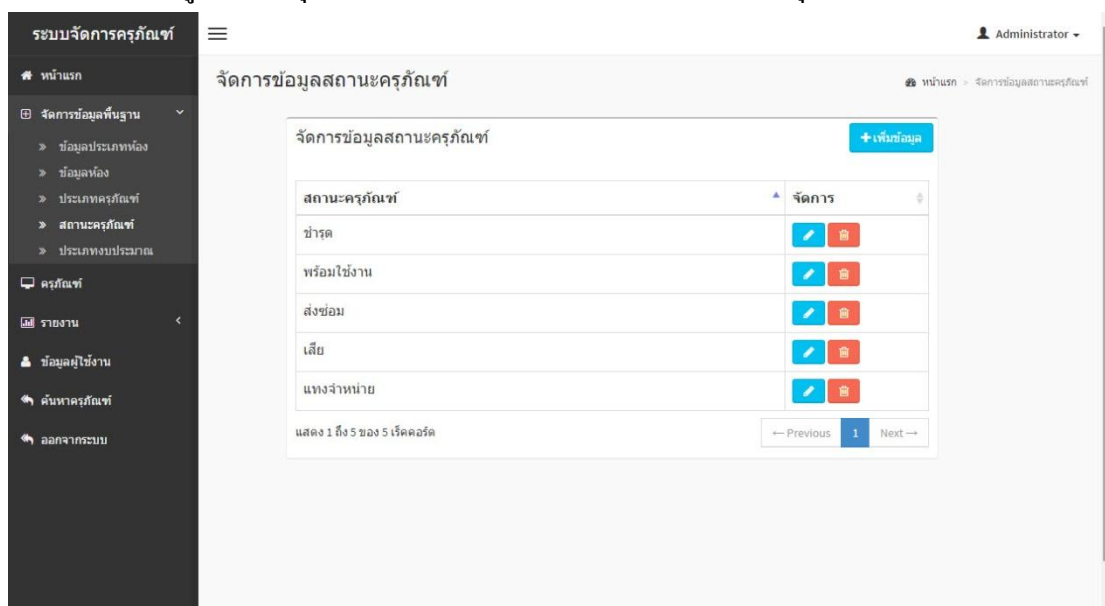 ระบบจัดการครุภัณฑ์
Administrator
หน้าแรก
จัดการข้อมูลพื้นฐาน
ข้อมูลประเภทห้อง
ข้อมูลห้อง
ประเภทครุภัณฑ์
สถานะครุภัณฑ์
ประเภทงบประมาณ
ครุภัณฑ์
รายงาน
ข้อมูลผู้ใช้งาน
ค้นหาครุภัณฑ์
ออกจากระบบ
จัดการข้อมูลสถานะครุภัณฑ์
หน้าแรก > จัดการข้อมูลสถานะครุภัณฑ์
จัดการข้อมูลสถานะครุภัณฑ์
+เพิ่มข้อมูล
สถานะครุภัณฑ์ จัดการ
ชำรุด
พร้อมใช้งาน
ส่งซ่อม
เสีย
แทงจำหน่าย
แสดง 1 ถึง 5 ของ 5 เร็คคอร์ด
← Previous 1 Next →